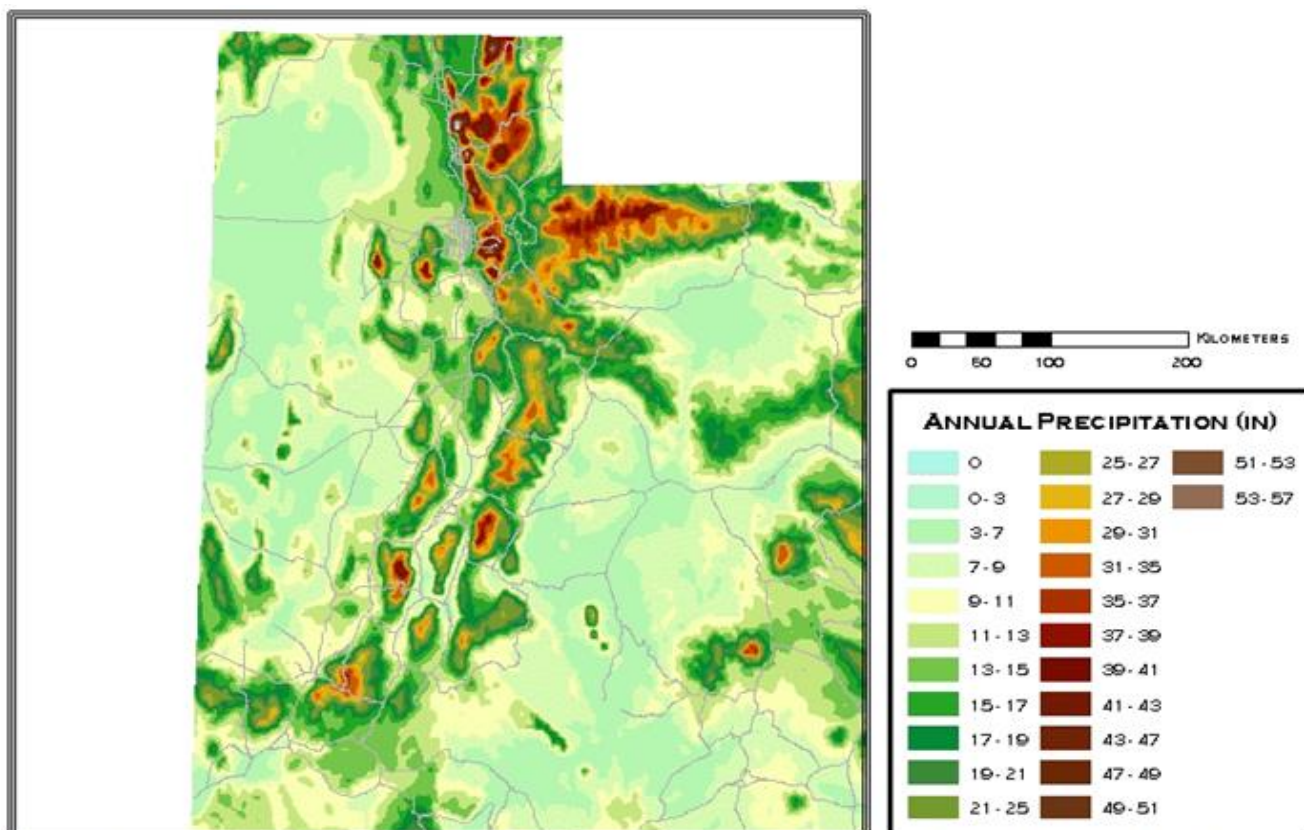 KILOMETERS
0 50 100 200
ANNUAL PRECIPITATION (IN)
0 25-27 51-53
0-3 27-29 53-57
3-7 29-31
7-9 31-35
9-11 35-37
11-13 37-39
13-15 39-41
15-17 41-43
17-19 43-47
19-21 47-49
21-25 49-51